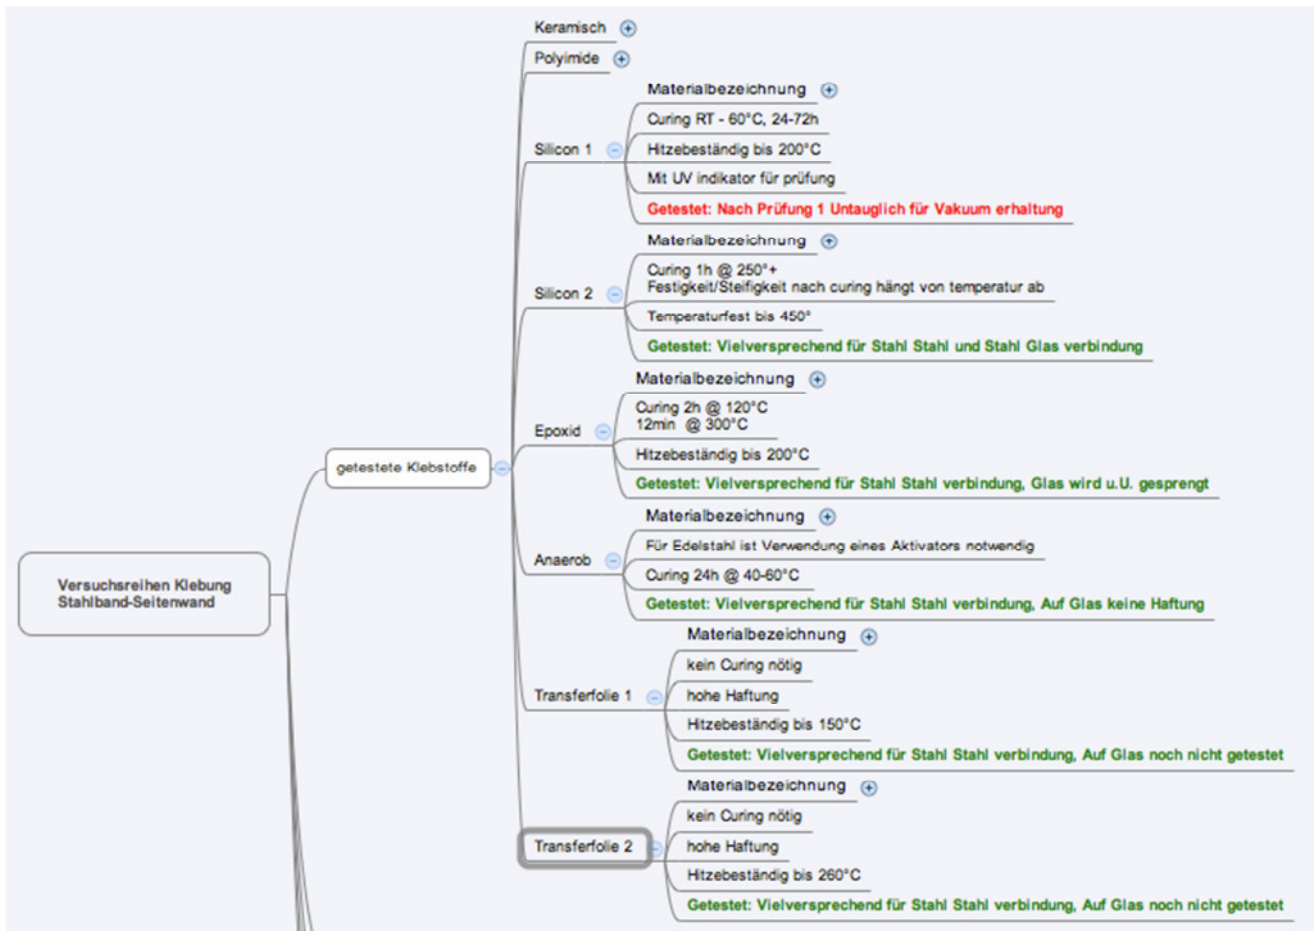 Keramisch
Polyimide
Materialbezeichnung
Curing RT - 60°C, 24-72h
Silicon 1
Hitzebeständig bis 200°C
Mit UV indikator für prüfung
Getestet: Nach Prüfung 1 Untauglich für Vakuum erhaltung
Materialbezeichnung
Curing 1h @ 250°+
Festigkeit/Steifigkeit nach curing hängt von temperatur ab
Silicon 2
Temperaturfest bis 450°
Getestet: Vielversprechend für Stahl Stahl und Stahl Glas verbindung
Materialbezeichnung
Curing 2h @ 120°C
12min @ 300°C
Epoxid
Hitzebeständig bis 200°C
getestete Klebstoffe
Getestet: Vielversprechend für Stahl Stahl verbindung, Glas wird u.U. gesprengt
Materialbezeichnung
Für Edelstahl ist Verwendung eines Aktivators notwendig
Anaerob
Curing 24h @ 40-60°C
Versuchsreihen Klebung
Stahlband-Seitenwand
Getestet: Vielversprechend für Stahl Stahl verbindung, Auf Glas keine Haftung
Materialbezeichnung
kein Curing nötig
Transferfolie 1
hohe Haftung
Hitzebeständig bis 150°C
Getestet: Vielversprechend für Stahl Stahl verbindung, Auf Glas noch nicht getestet
Materialbezeichnung
kein Curing nötig
Transferfolie 2
hohe Haftung
Hitzebeständig bis 260°C
Getestet: Vielversprechend für Stahl Stahl verbindung, Auf Glas noch nicht getestet